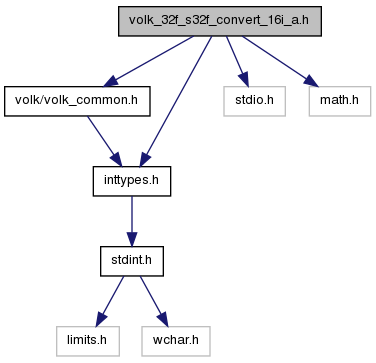 volk_32f_s32f_convert_16i_a.h
volk/volk_common.h
stdio.h
math.h
inttypes.h
stdint.h
limits.h
wchar.h